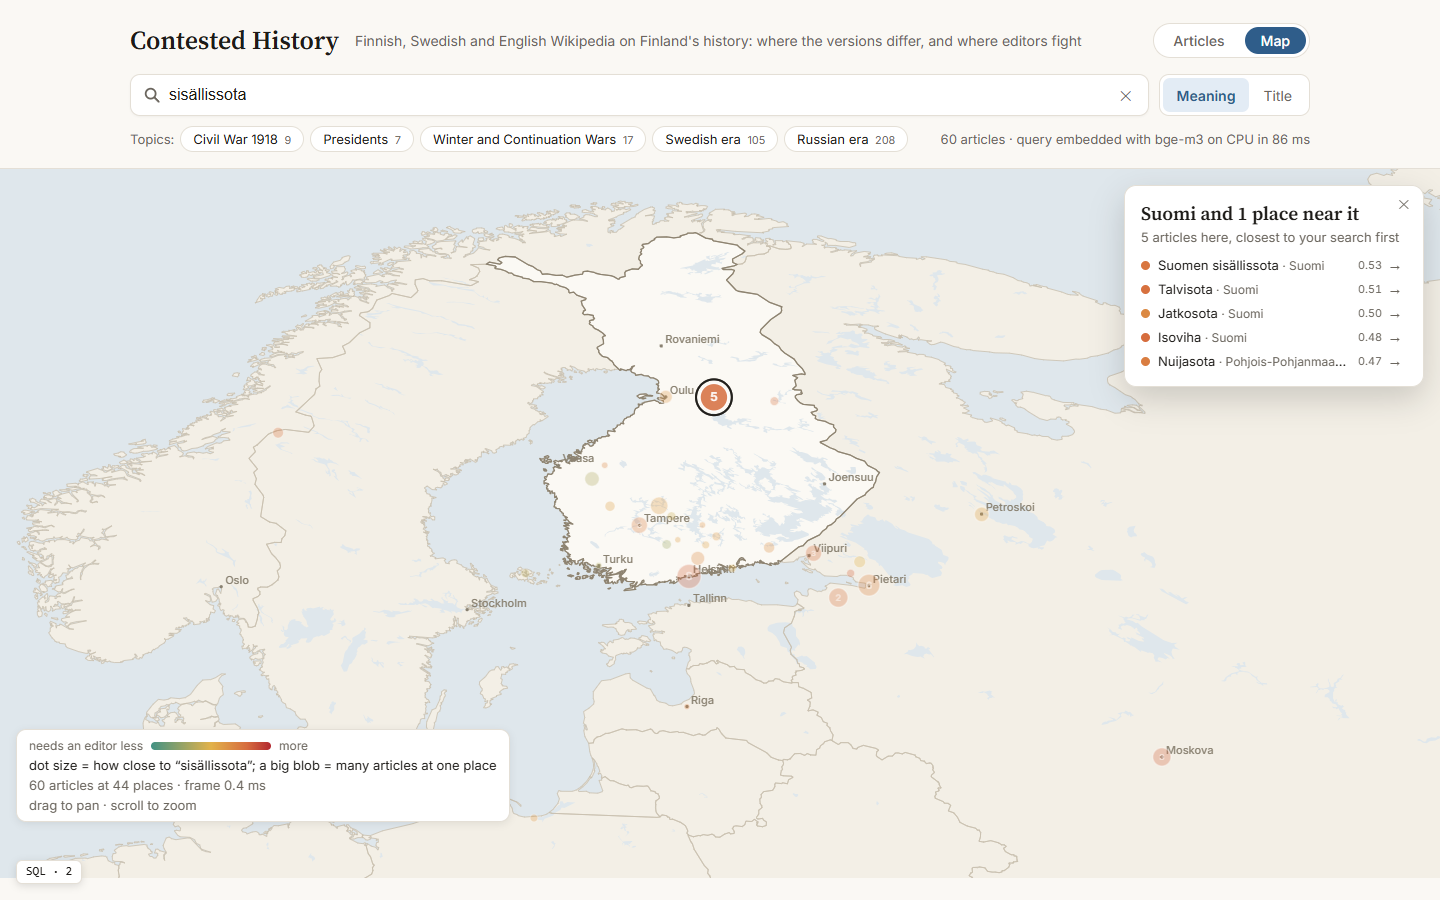 Contested History
Finnish, Swedish and English Wikipedia on Finland's history: where the versions differ, and where editors fight
Articles
Map
sisällissota
Meaning
Title
Topics:
Civil War 1918 9
Presidents 7
Winter and Continuation Wars 17
Swedish era 105
Russian era 208
60 articles · query embedded with bge-m3 on CPU in 86 ms
Suomi and 1 place near it
5 articles here, closest to your search first
Suomen sisällissota · Suomi 0.53 →
Talvisota · Suomi 0.51 →
Jatkosota · Suomi 0.50 →
Isoviha · Suomi 0.48 →
Nuijasota · Pohjois-Pohjanmaa... 0.47 →
Rovaniemi
Oulu
5
Vaasa
Joensuu
Petroskoi
Tampere
Viipuri
Turku
Helsinki
Pietari
Oslo
2
Stockholm
Tallinn
Riga
Moskova
needs an editor less
more
dot size = how close to “sisällissota”; a big blob = many articles at one place
60 articles at 44 places · frame 0.4 ms
drag to pan · scroll to zoom
SQL · 2